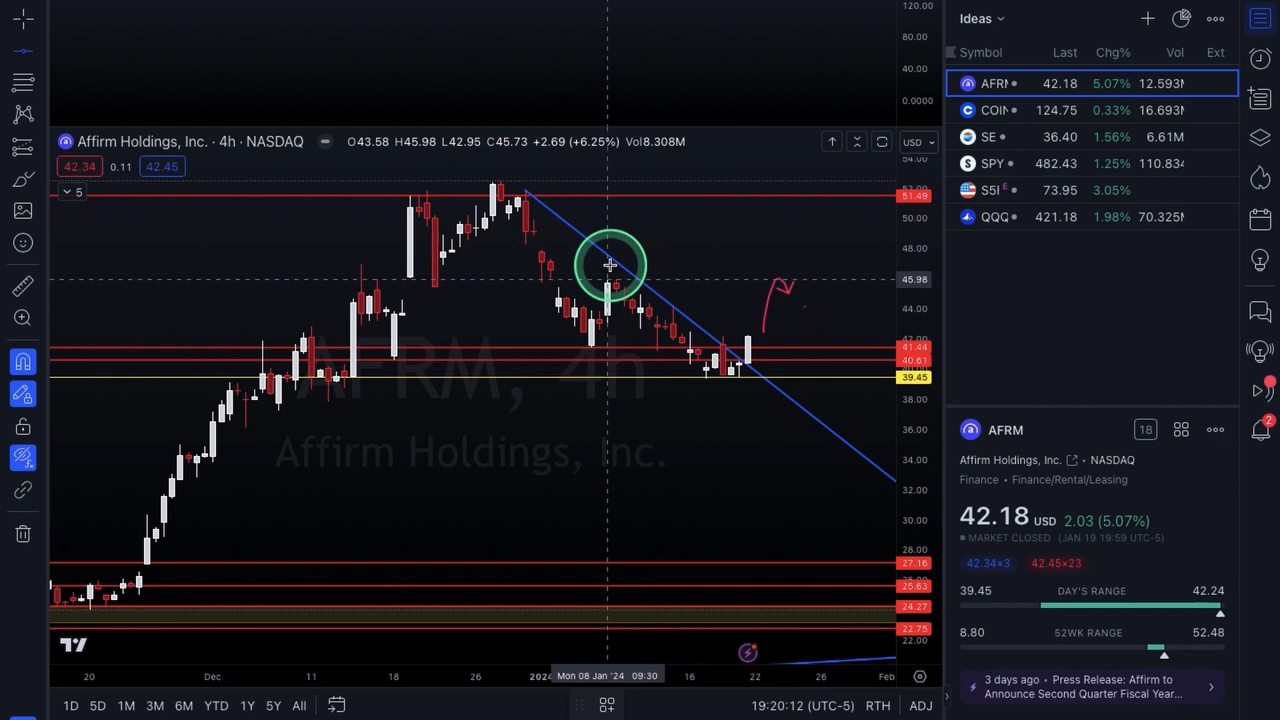 120.00
80.00
40.00
0.0000
Affirm Holdings, Inc. · 4h · NASDAQ O43.58 H45.98 L42.95 C45.73 +2.69 (+6.25%) Vol8.308M
USD
42.34 0.11 42.45
5
54.00
51.49
50.00
48.00
45.98
44.00
41.44
40.61
39.45
38.00
36.00
34.00
32.00
30.00
28.00
27.16
25.63
24.27
22.75
22.00
AFRM, 4h
Affirm Holdings, Inc.
20 Dec 11 18 26 2024 Mon 08 Jan '24 09:30 16 22 26 Feb
1D 5D 1M 3M 6M YTD 1Y 5Y All 19:20:12 (UTC-5) RTH ADJ
Ideas
Symbol Last Chg% Vol Ext
AFRM 42.18 5.07% 12.593M
COIN 124.75 0.33% 16.693M
SE 36.40 1.56% 6.61M
SPY 482.43 1.25% 110.834
S5I E 73.95 3.05%
QQQ 421.18 1.98% 70.325M
AFRM 18
Affirm Holdings, Inc. • NASDAQ
Finance • Finance/Rental/Leasing
42.18 USD 2.03 (5.07%)
MARKET CLOSED (JAN 19 19:59 UTC-5)
42.34×3 42.45×23
39.45 DAY'S RANGE 42.24
8.80 52WK RANGE 52.48
3 days ago • Press Release: Affirm to
Announce Second Quarter Fiscal Year...
2